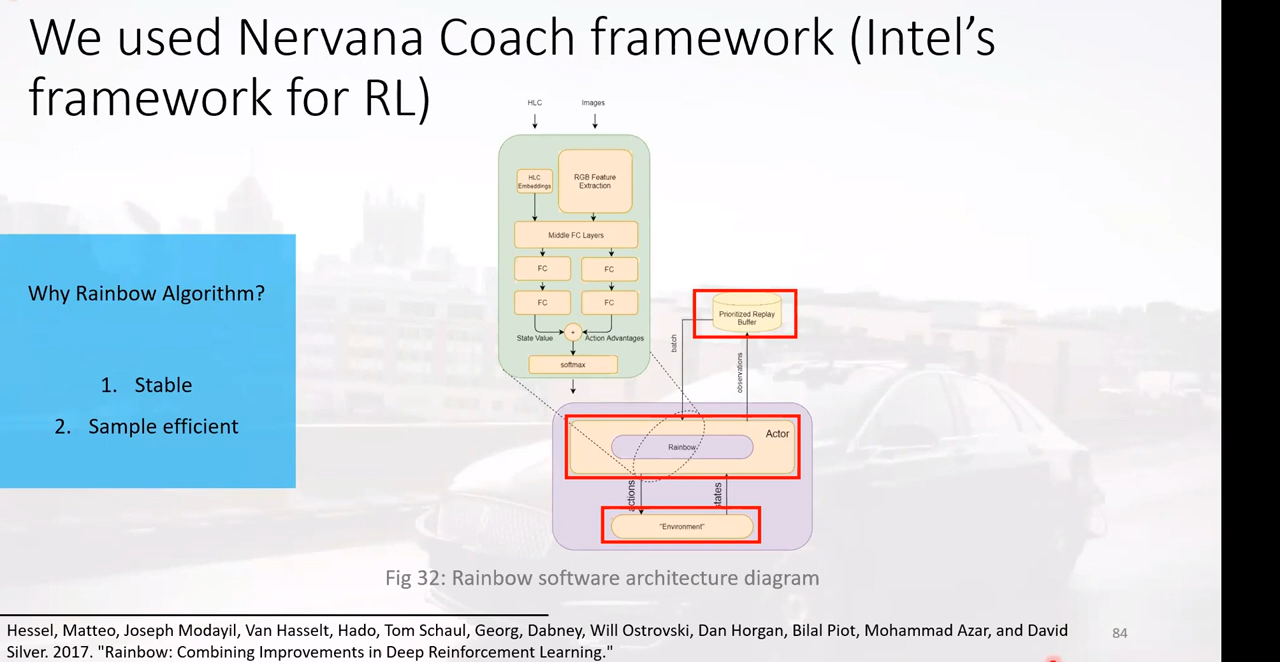 We used Nervana Coach framework (Intel's
framework for RL)
HLC
Images
HLC
Embeddings
RGB Feature
Extraction
Middle FC Layers
FC
FC
FC
FC
+
State Value
Action Advantages
softmax
Why Rainbow Algorithm?
1. Stable
2. Sample efficient
Prioritized Replay
Buffer
batch
observations
Actor
Rainbow
actions
states
"Environment"
Fig 32: Rainbow software architecture diagram
Hessel, Matteo, Joseph Modayil, Van Hasselt, Hado, Tom Schaul, Georg, Dabney, Will Ostrovski, Dan Horgan, Bilal Piot, Mohammad Azar, and David
Silver. 2017. "Rainbow: Combining Improvements in Deep Reinforcement Learning."
84